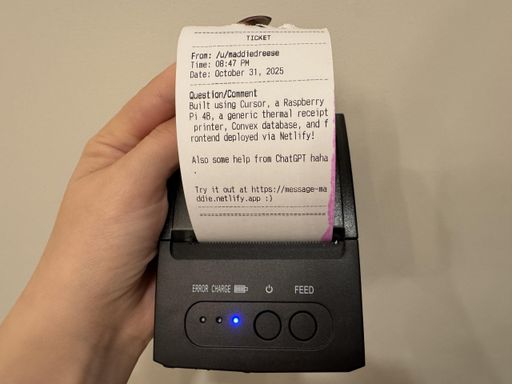 TICKET
From: /u/maddiedreese
Time: 08:47 PM
Date: October 31, 2025
Question/Comment
Built using Cursor, a Raspberry
Pi 4B, a generic thermal receipt
printer, Convex database, and f
rontend deployed via Netlify!
Also some help from ChatGPT haha
.
Try it out at https://message-ma
ddie.netlify.app :)
ERROR CHARGE FEED